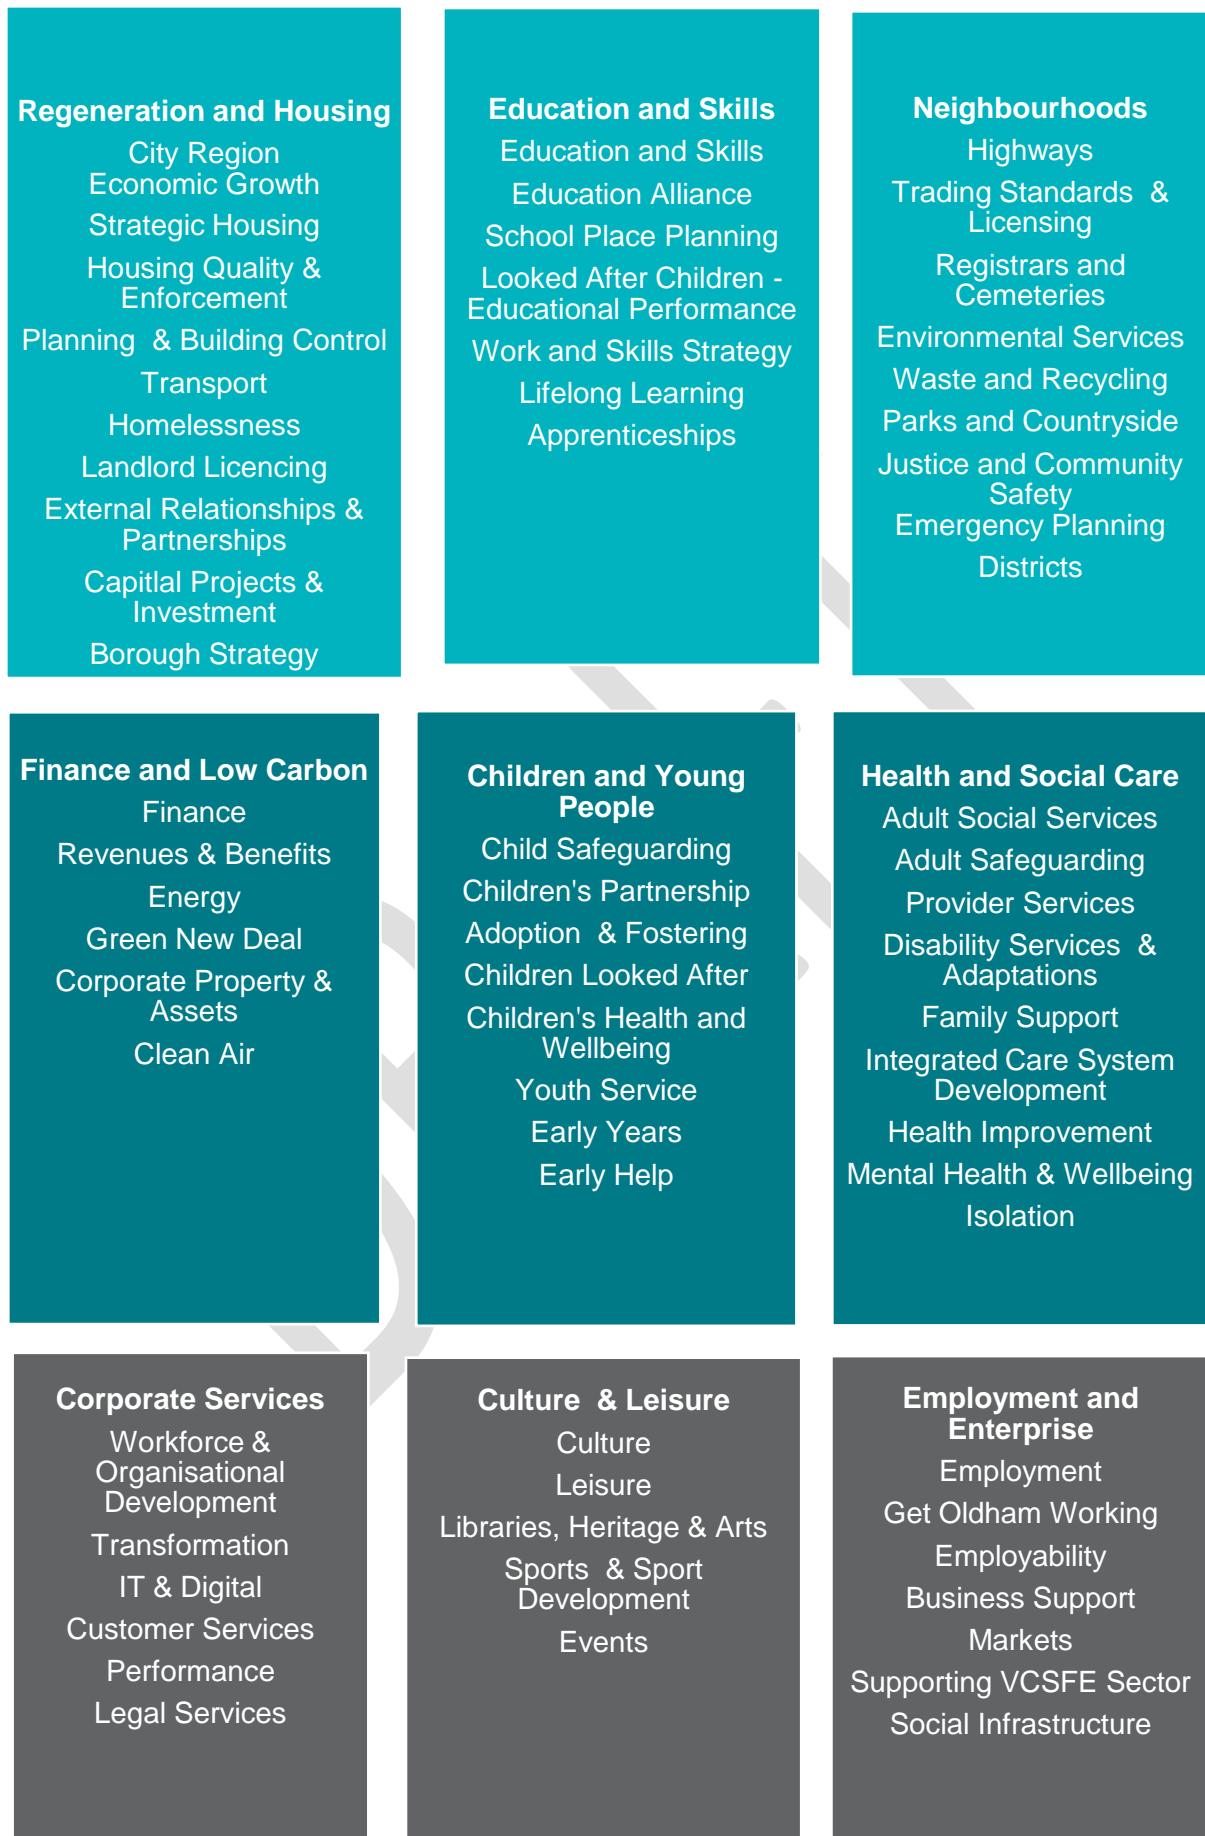 Regeneration and Housing
City Region
Economic Growth
Strategic Housing
Housing Quality &
Enforcement
Planning & Building Control
Transport
Homelessness
Landlord Licencing
External Relationships &
Partnerships
Capitlal Projects &
Investment
Borough Strategy
Education and Skills
Education and Skills
Education Alliance
School Place Planning
Looked After Children -
Educational Performance
Work and Skills Strategy
Lifelong Learning
Apprenticeships
Neighbourhoods
Highways
Trading Standards &
Licensing
Registrars and
Cemeteries
Environmental Services
Waste and Recycling
Parks and Countryside
Justice and Community
Safety
Emergency Planning
Districts
Finance and Low Carbon
Finance
Revenues & Benefits
Energy
Green New Deal
Corporate Property &
Assets
Clean Air
Children and Young
People
Child Safeguarding
Children's Partnership
Adoption & Fostering
Children Looked After
Children's Health and
Wellbeing
Youth Service
Early Years
Early Help
Health and Social Care
Adult Social Services
Adult Safeguarding
Provider Services
Disability Services &
Adaptations
Family Support
Integrated Care System
Development
Health Improvement
Mental Health & Wellbeing
Isolation
Corporate Services
Workforce &
Organisational
Development
Transformation
IT & Digital
Customer Services
Performance
Legal Services
Culture & Leisure
Culture
Leisure
Libraries, Heritage & Arts
Sports & Sport
Development
Events
Employment and
Enterprise
Employment
Get Oldham Working
Employability
Business Support
Markets
Supporting VCSFE Sector
Social Infrastructure